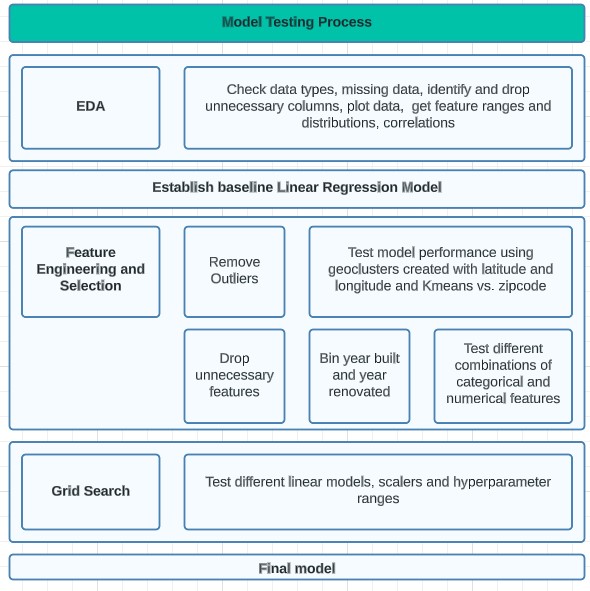 Model Testing Process
EDA
Check data types, missing data, identify and drop
unnecessary columns, plot data, get feature ranges and
distributions, correlations
Establish baseline Linear Regression Model
Feature
Engineering and
Selection
Remove
Outliers
Test model performance using
geoclusters created with latitude and
longitude and Kmeans vs. zipcode
Drop
unnecessary
features
Bin year built
and year
renovated
Test different
combinations of
categorical and
numerical features
Grid Search
Test different linear models, scalers and hyperparameter
ranges
Final model